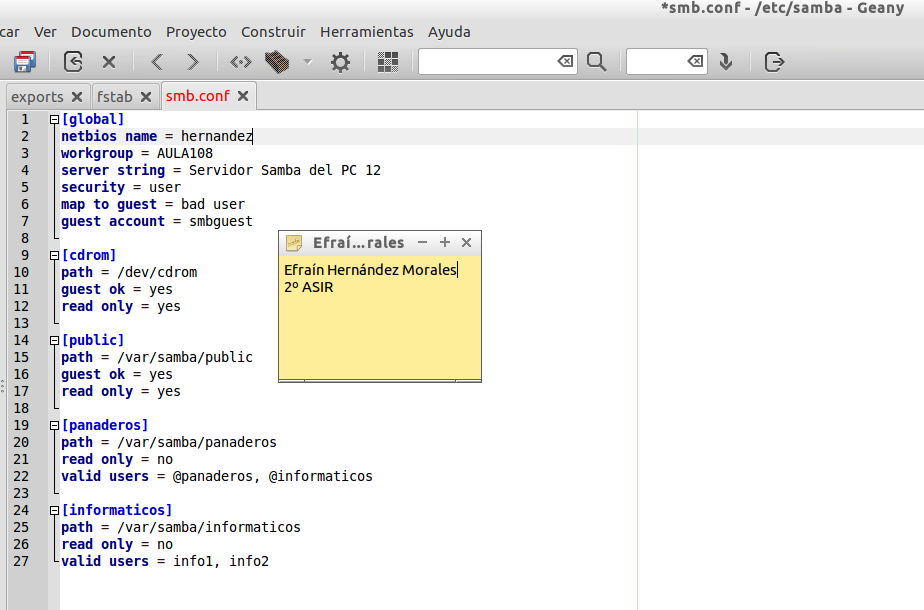 *smb.conf - /etc/samba - Geany
car Ver Documento Proyecto Construir Herramientas Ayuda
exports fstab smb.conf
1 [global]
2 netbios name = hernandez
3 workgroup = AULA108
4 server string = Servidor Samba del PC 12
5 security = user
6 map to guest = bad user
7 guest account = smbguest
8
9 [cdrom]
10 path = /dev/cdrom
11 guest ok = yes
12 read only = yes
13
14 [public]
15 path = /var/samba/public
16 guest ok = yes
17 read only = yes
18
19 [panaderos]
20 path = /var/samba/panaderos
21 read only = no
22 valid users = @panaderos, @informaticos
23
24 [informaticos]
25 path = /var/samba/informaticos
26 read only = no
27 valid users = info1, info2
Efraí...rales
Efraín Hernández Morales
2º ASIR